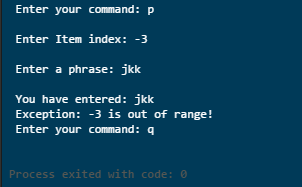 Enter your command: p
Enter Item index: -3
Enter a phrase: jkk
You have entered: jkk
Exception: -3 is out of range!
Enter your command: q
Process exited with code: 0